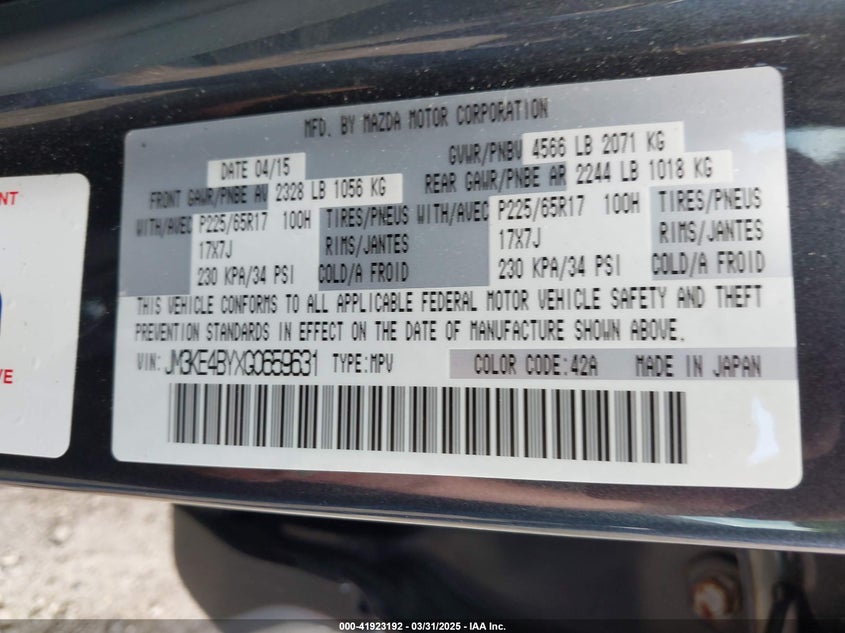 NT
VE
MFD. BY MAZDA MOTOR CORPORATION
DATE 04/15 GVWR/PNBV 4566 LB 2071 KG
FRONT GAWR/PNBE AV 2328 LB 1056 KG REAR GAWR/PNBE AR 2244 LB 1018 KG
WITH/AVEC P225/65R17 100H TIRES/PNEUS WITH/AVEC P225/65R17 100H TIRES/PNEUS
17X7J RIMS/JANTES 17X7J RIMS/JANTES
230 KPA/34 PSI COLD/A FROID 230 KPA/34 PSI COLD/A FROID
THIS VEHICLE CONFORMS TO ALL APPLICABLE FEDERAL MOTOR VEHICLE SAFETY AND THEFT
PREVENTION STANDARDS IN EFFECT ON THE DATE OF MANUFACTURE SHOWN ABOVE.
VIN: JM3KE4BYXG0659631 TYPE:MPV COLOR CODE:42A MADE IN JAPAN
000-41923192 - 03/31/2025 - IAA Inc.